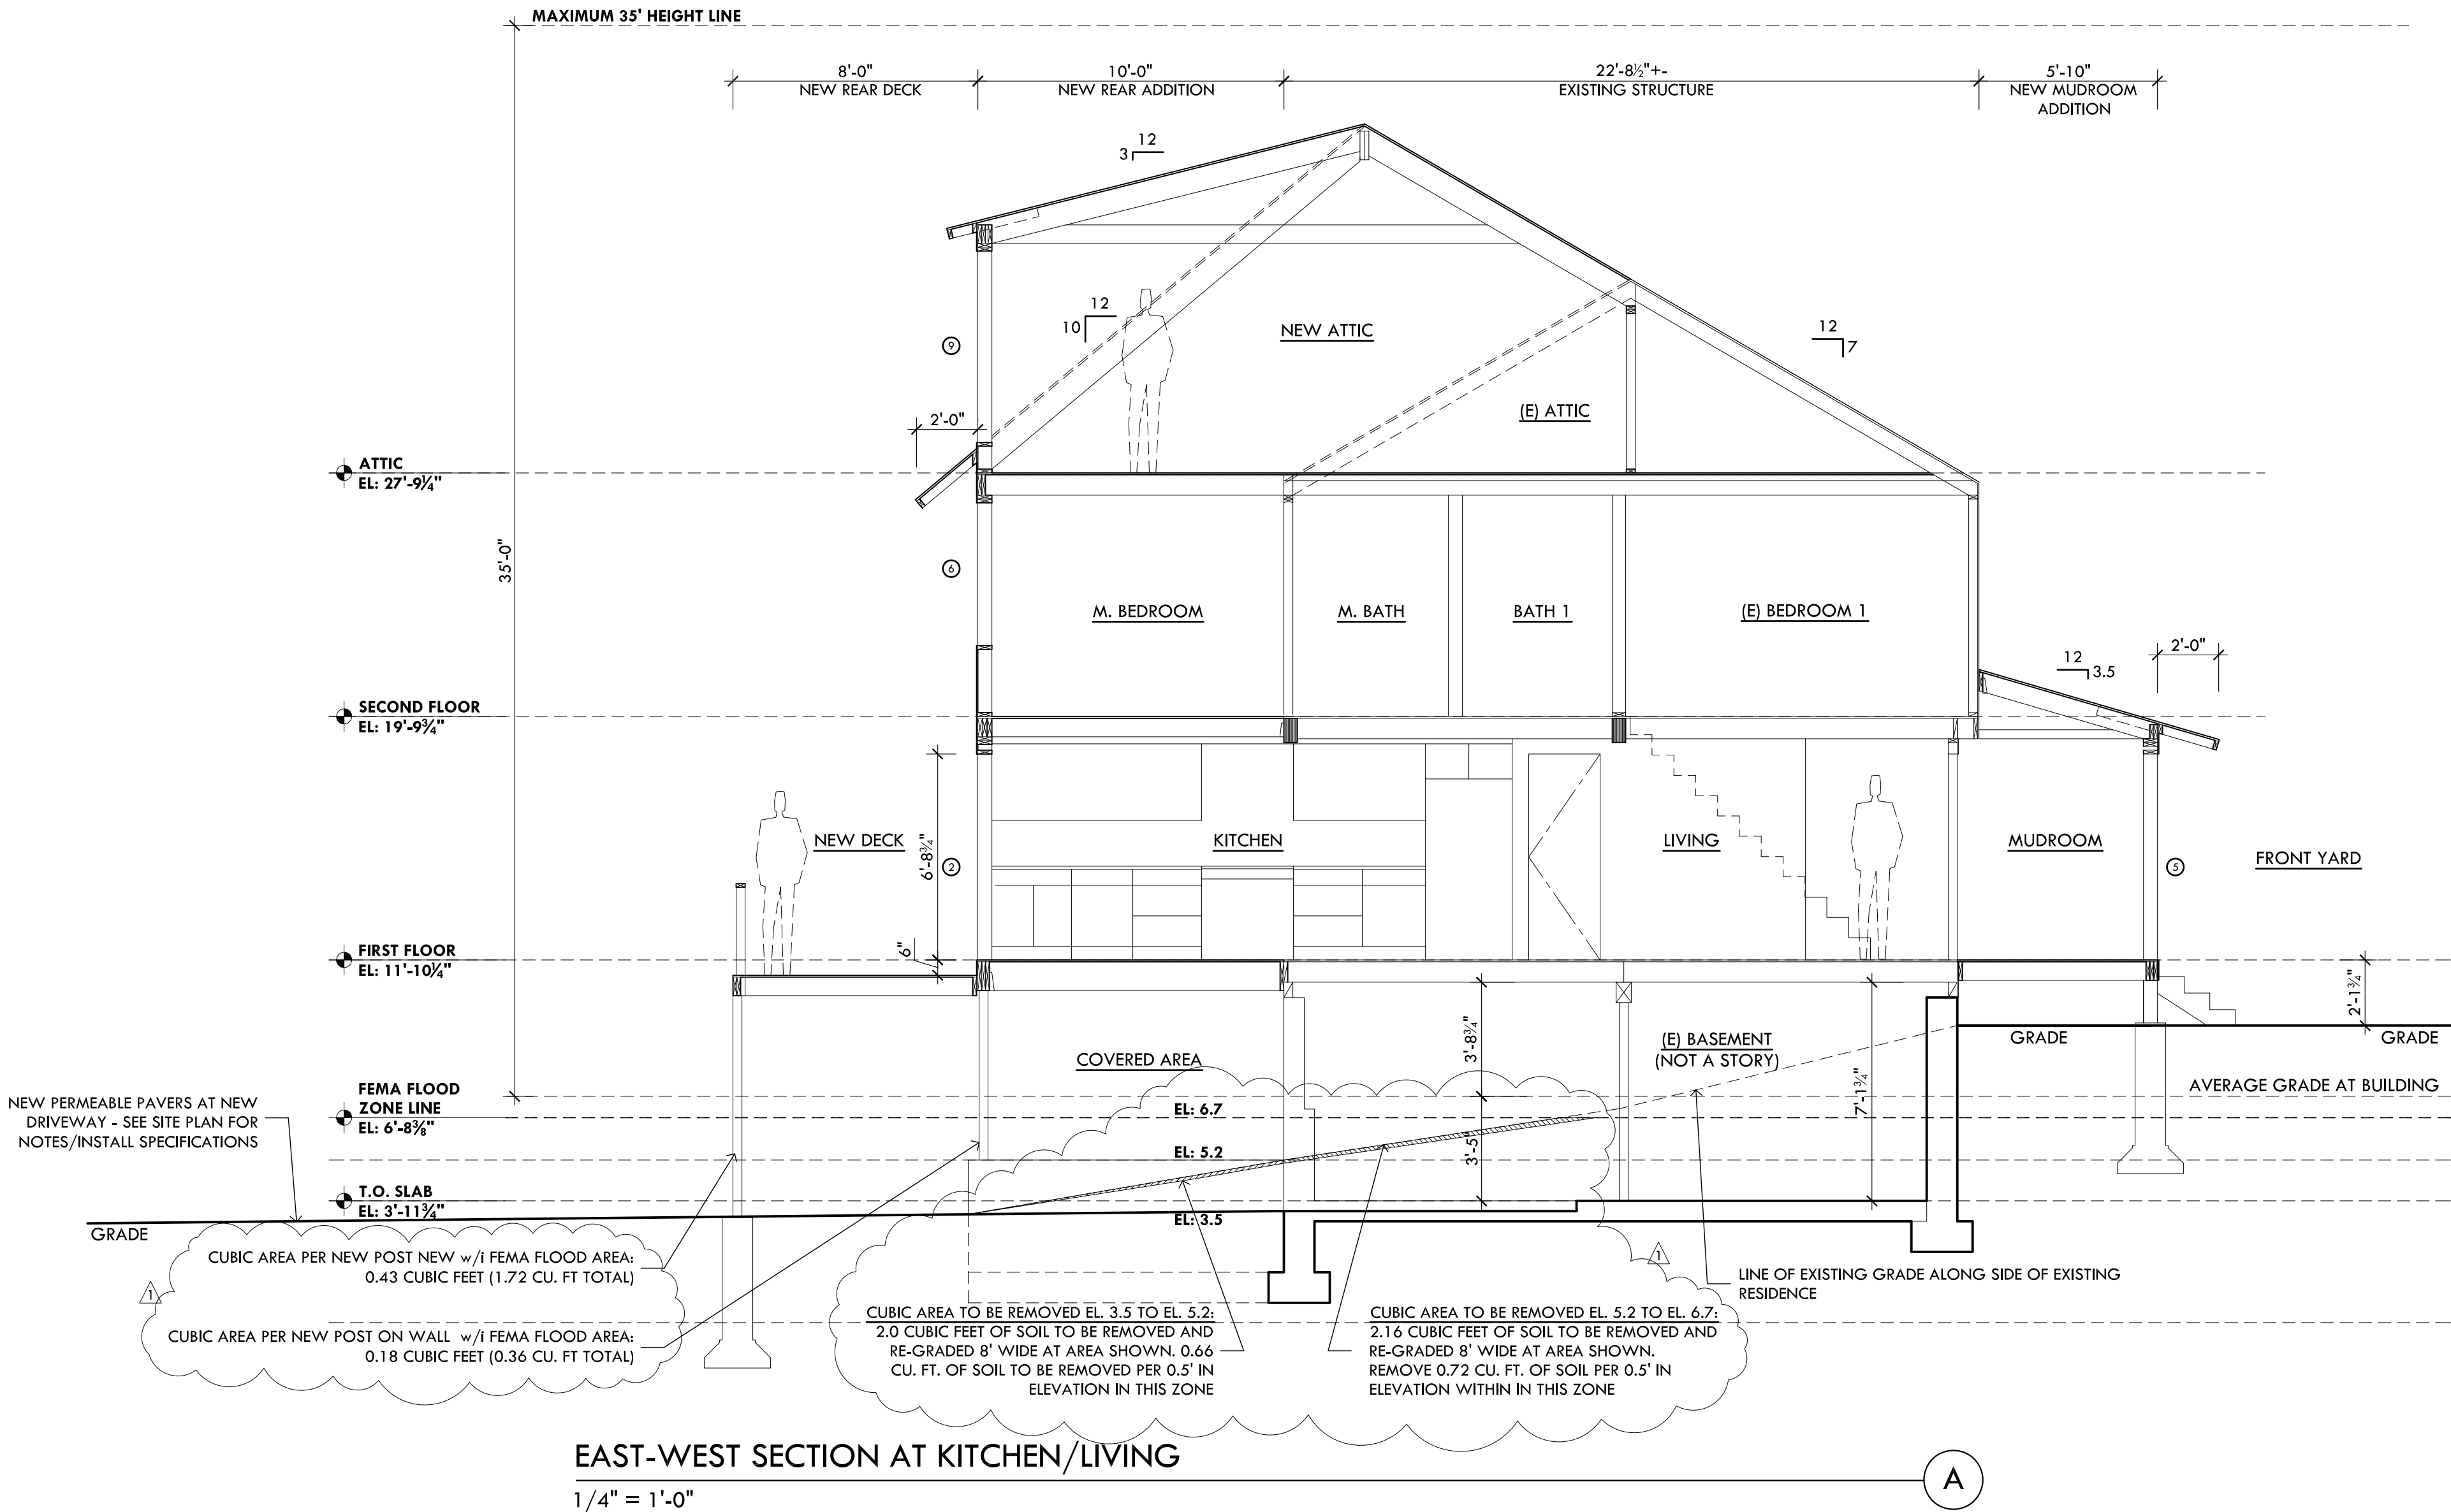 MAXIMUM 35' HEIGHT LINE
8'-0"
NEW REAR DECK
10'-0"
NEW REAR ADDITION
22'-8½"+-
EXISTING STRUCTURE
5'-10"
NEW MUDROOM
ADDITION
12
3
12
10
NEW ATTIC
12
7
9
(E) ATTIC
2'-0"
ATTIC
EL: 27'-9¼"
35'-0"
6
M. BEDROOM
M. BATH
BATH 1
(E) BEDROOM 1
12
3.5
2'-0"
SECOND FLOOR
EL: 19'-9¾"
NEW DECK
6'-8¾"
2
KITCHEN
LIVING
MUDROOM
5
FRONT YARD
6"
FIRST FLOOR
EL: 11'-10¼"
2'-1¾"
GRADE
GRADE
COVERED AREA
3'-8¾"
(E) BASEMENT
(NOT A STORY)
7'-1¾"
AVERAGE GRADE AT BUILDING
FEMA FLOOD
ZONE LINE
EL: 6'-8⅜"
NEW PERMEABLE PAVERS AT NEW
DRIVEWAY - SEE SITE PLAN FOR
NOTES/INSTALL SPECIFICATIONS
EL: 6.7
EL: 5.2
3'-5"
T.O. SLAB
EL: 3'-11¾"
EL: 3.5
GRADE
CUBIC AREA PER NEW POST NEW w/i FEMA FLOOD AREA:
0.43 CUBIC FEET (1.72 CU. FT TOTAL)
1
1
LINE OF EXISTING GRADE ALONG SIDE OF EXISTING
RESIDENCE
CUBIC AREA PER NEW POST ON WALL w/i FEMA FLOOD AREA:
0.18 CUBIC FEET (0.36 CU. FT TOTAL)
CUBIC AREA TO BE REMOVED EL. 3.5 TO EL. 5.2:
2.0 CUBIC FEET OF SOIL TO BE REMOVED AND
RE-GRADED 8' WIDE AT AREA SHOWN. 0.66
CU. FT. OF SOIL TO BE REMOVED PER 0.5' IN
ELEVATION IN THIS ZONE
CUBIC AREA TO BE REMOVED EL. 5.2 TO EL. 6.7:
2.16 CUBIC FEET OF SOIL TO BE REMOVED AND
RE-GRADED 8' WIDE AT AREA SHOWN.
REMOVE 0.72 CU. FT. OF SOIL PER 0.5' IN
ELEVATION WITHIN IN THIS ZONE
EAST-WEST SECTION AT KITCHEN/LIVING
A
1/4" = 1'-0"